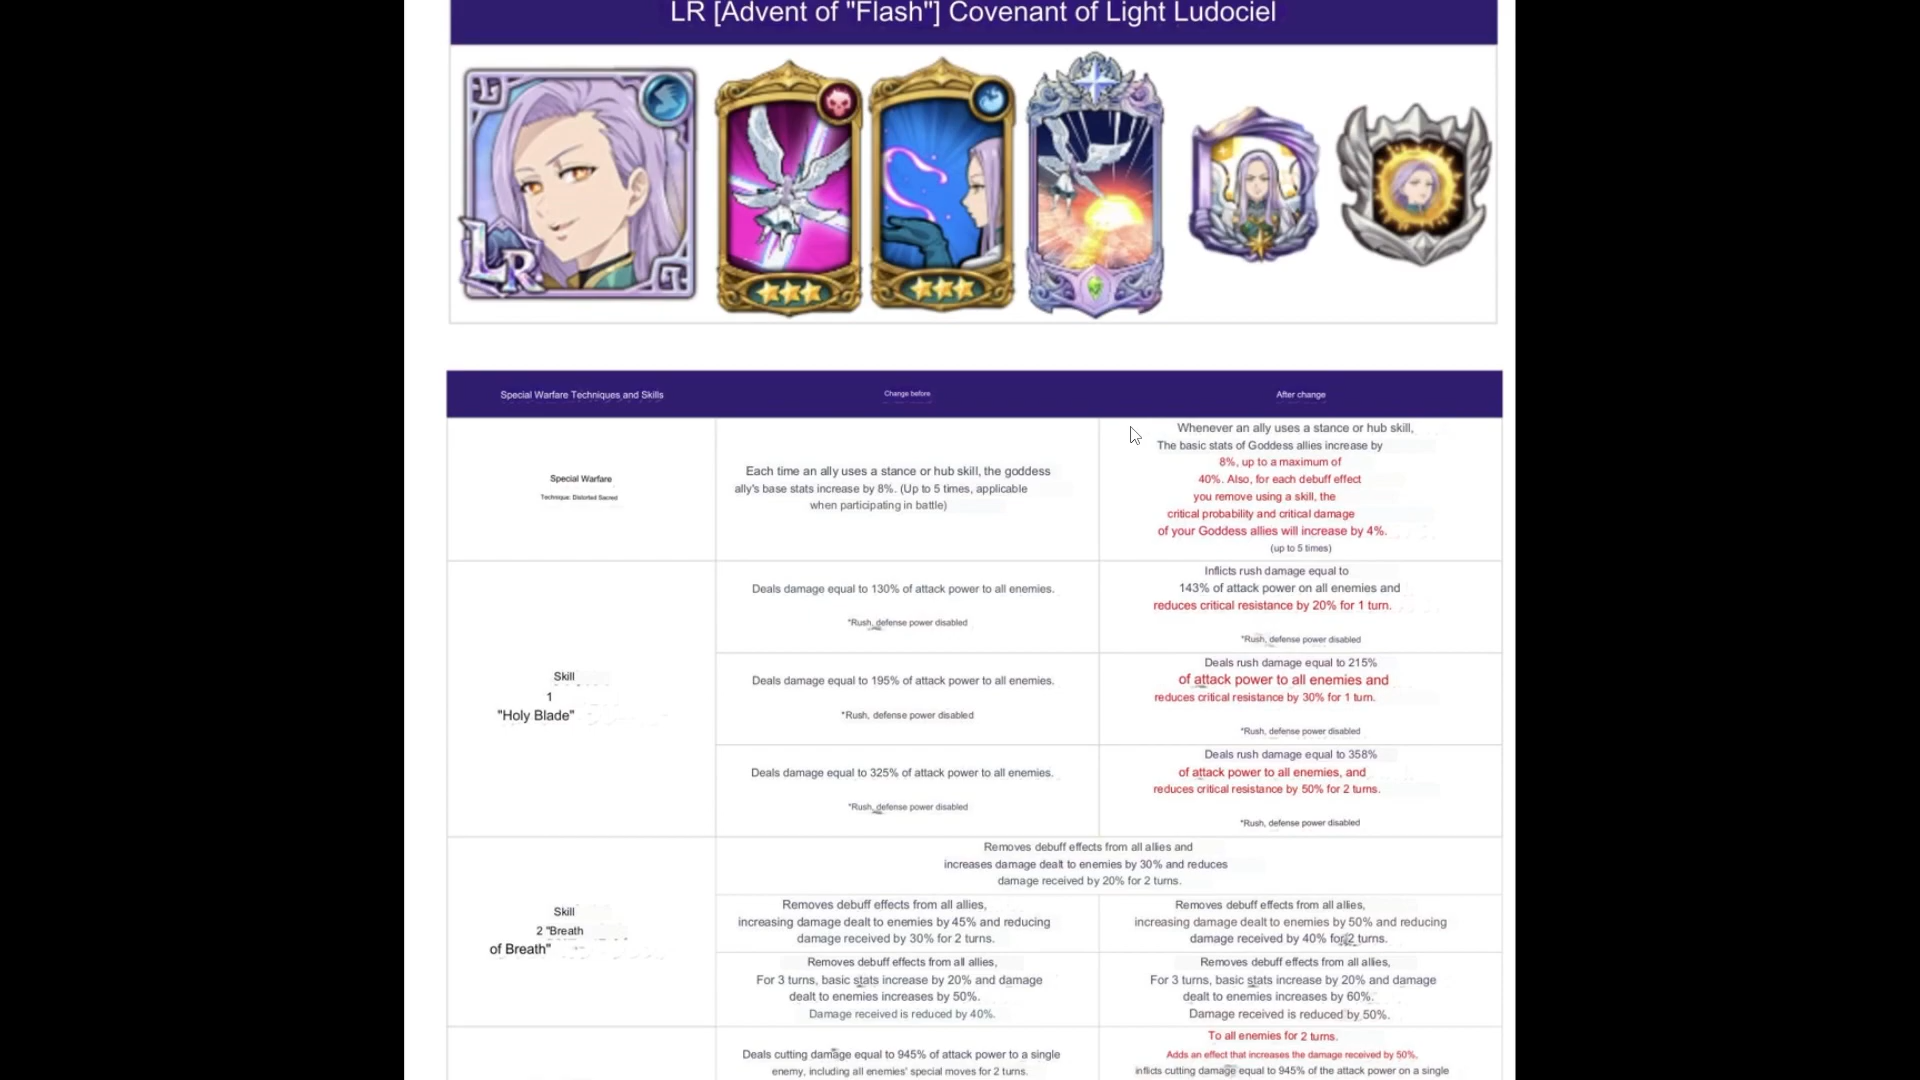 LR [Advent of "Flash"] Covenant of Light Ludociel
LR
Special Warfare Techniques and Skills
Change before
After change
Special Warfare
Technique: Distorted Sacred
Each time an ally uses a stance or hub skill, the goddess
ally's base stats increase by 8%. (Up to 5 times, applicable
when participating in battle)
Whenever an ally uses a stance or hub skill,
The basic stats of Goddess allies increase by
8%, up to a maximum of
40%. Also, for each debuff effect
you remove using a skill, the
critical probability and critical damage
of your Goddess allies will increase by 4%.
(up to 5 times)
Skill
1
"Holy Blade"
Deals damage equal to 130% of attack power to all enemies.
*Rush, defense power disabled
Inflicts rush damage equal to
143% of attack power on all enemies and
reduces critical resistance by 20% for 1 turn.
*Rush, defense power disabled
Deals damage equal to 195% of attack power to all enemies.
*Rush, defense power disabled
Deals rush damage equal to 215%
of attack power to all enemies and
reduces critical resistance by 30% for 1 turn.
*Rush, defense power disabled
Deals damage equal to 325% of attack power to all enemies.
*Rush, defense power disabled
Deals rush damage equal to 358%
of attack power to all enemies, and
reduces critical resistance by 50% for 2 turns.
*Rush, defense power disabled
Skill
2 "Breath
of Breath"
Removes debuff effects from all allies and
increases damage dealt to enemies by 30% and reduces
damage received by 20% for 2 turns.
Removes debuff effects from all allies,
increasing damage dealt to enemies by 45% and reducing
damage received by 30% for 2 turns.
Removes debuff effects from all allies,
increasing damage dealt to enemies by 50% and reducing
damage received by 40% for 2 turns.
Removes debuff effects from all allies,
For 3 turns, basic stats increase by 20% and damage
dealt to enemies increases by 50%.
Damage received is reduced by 40%.
Removes debuff effects from all allies,
For 3 turns, basic stats increase by 20% and damage
dealt to enemies increases by 60%.
Damage received is reduced by 50%.
Deals cutting damage equal to 945% of attack power to a single
enemy, including all enemies' special moves for 2 turns.
To all enemies for 2 turns.
Adds an effect that increases the damage received by 50%,
inflicts cutting damage equal to 945% of the attack power on a single